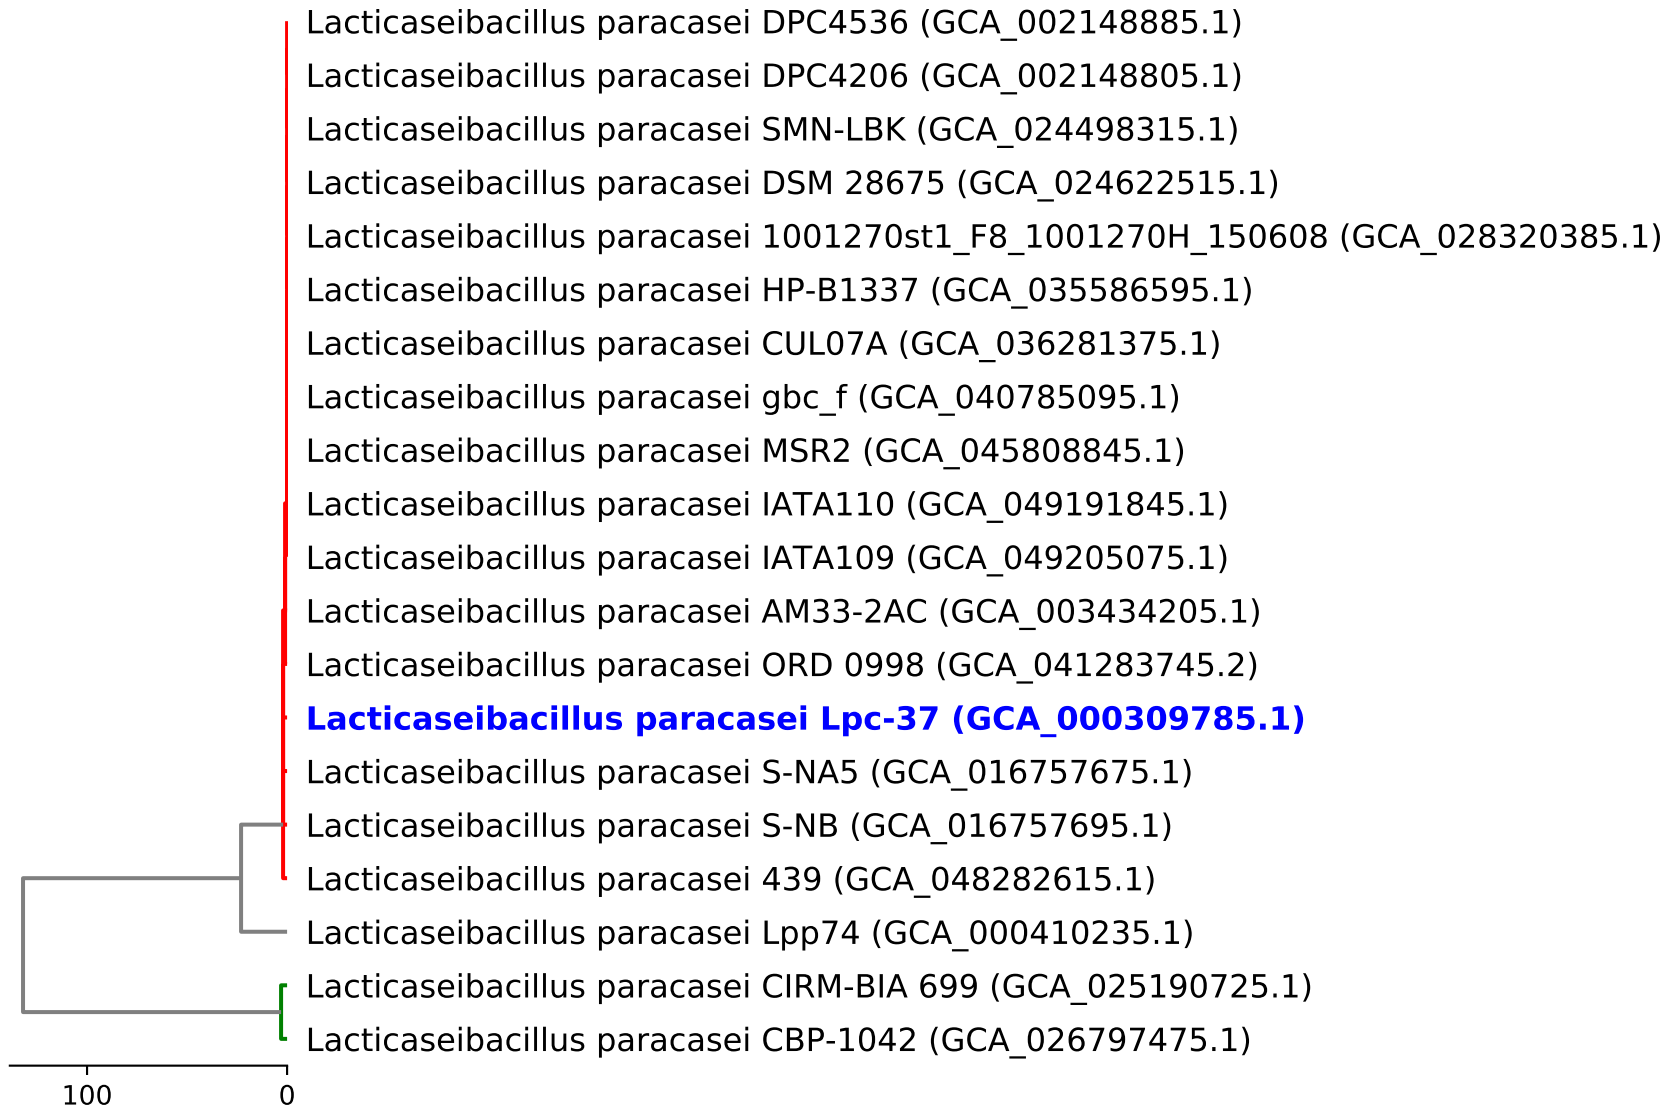 Lacticaseibacillus paracasei DPC4536 (GCA_002148885.1)
Lacticaseibacillus paracasei DPC4206 (GCA_002148805.1)
Lacticaseibacillus paracasei SMN-LBK (GCA_024498315.1)
Lacticaseibacillus paracasei DSM 28675 (GCA_024622515.1)
Lacticaseibacillus paracasei 1001270st1_F8_1001270H_150608 (GCA_028320385.1)
Lacticaseibacillus paracasei HP-B1337 (GCA_035586595.1)
Lacticaseibacillus paracasei CUL07A (GCA_036281375.1)
Lacticaseibacillus paracasei gbc_f (GCA_040785095.1)
Lacticaseibacillus paracasei MSR2 (GCA_045808845.1)
Lacticaseibacillus paracasei IATA110 (GCA_049191845.1)
Lacticaseibacillus paracasei IATA109 (GCA_049205075.1)
Lacticaseibacillus paracasei AM33-2AC (GCA_003434205.1)
Lacticaseibacillus paracasei ORD 0998 (GCA_041283745.2)
Lacticaseibacillus paracasei Lpc-37 (GCA_000309785.1)
Lacticaseibacillus paracasei S-NA5 (GCA_016757675.1)
Lacticaseibacillus paracasei S-NB (GCA_016757695.1)
Lacticaseibacillus paracasei 439 (GCA_048282615.1)
Lacticaseibacillus paracasei Lpp74 (GCA_000410235.1)
Lacticaseibacillus paracasei CIRM-BIA 699 (GCA_025190725.1)
Lacticaseibacillus paracasei CBP-1042 (GCA_026797475.1)
100 0